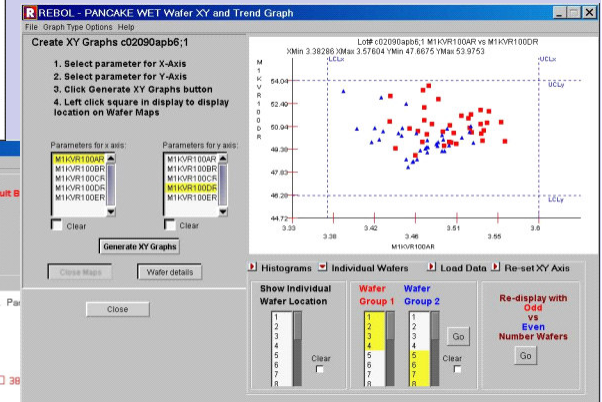 REBOL - PANCAKE WET Wafer XY and Trend Graph
File Graph Type Options Help
Create XY Graphs c02090apb6;1
1. Select parameter for X-Axis
2. Select parameter for Y-Axis
3. Click Generate XY Graphs button
4. Left click square in display to display
location on Wafer Maps
Parameters for x axis:
M1KVR100AR
M1KVR100BR
M1KVR100CR
M1KVR100DR
M1KVR100ER
Clear
Parameters for y axis:
M1KVR100AR
M1KVR100BR
M1KVR100CR
M1KVR100DR
M1KVR100ER
Clear
Generate XY Graphs
Close Maps
Wafer details
Close
Lot# c02090apb6;1 M1KVR100AR vs M1KVR100DR
XMin 3.38286 XMax 3.57604 YMin 47.6675 YMax 53.9753
LCLx
UCLx
UCLy
LCLy
M1KVR100DR
54.04
52.49
50.94
49.39
47.83
46.28
44.72
3.33
3.38
3.42
3.46
3.51
3.55
3.6
M1KVR100AR
Histograms
Individual Wafers
Load Data
Re-set XY Axis
Show Individual
Wafer Location
1
2
3
4
5
6
7
8
Clear
Wafer
Group 1
1
2
3
4
5
6
7
8
Wafer
Group 2
1
2
3
4
5
6
7
8
Go
Clear
Re-display with
Odd
vs
Even
Number Wafers
Go
ult B
Pa
38